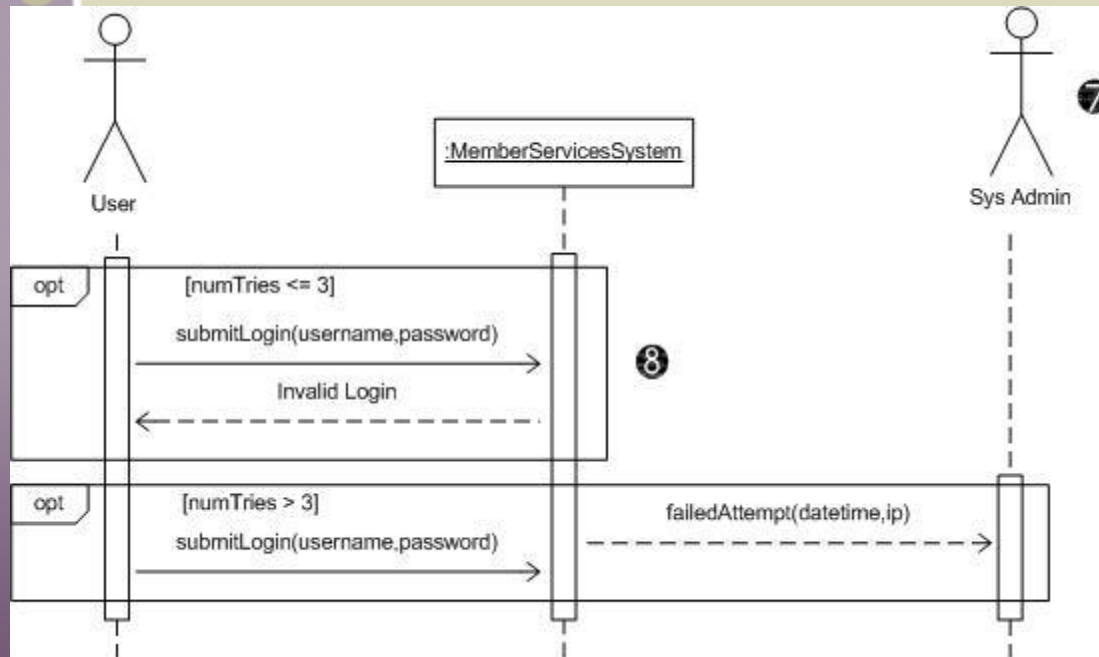 7
:MemberServicesSystem
User
Sys Admin
opt
[numTries <= 3]
submitLogin(username,password)
8
Invalid Login
opt
[numTries > 3]
failedAttempt(datetime,ip)
submitLogin(username,password)